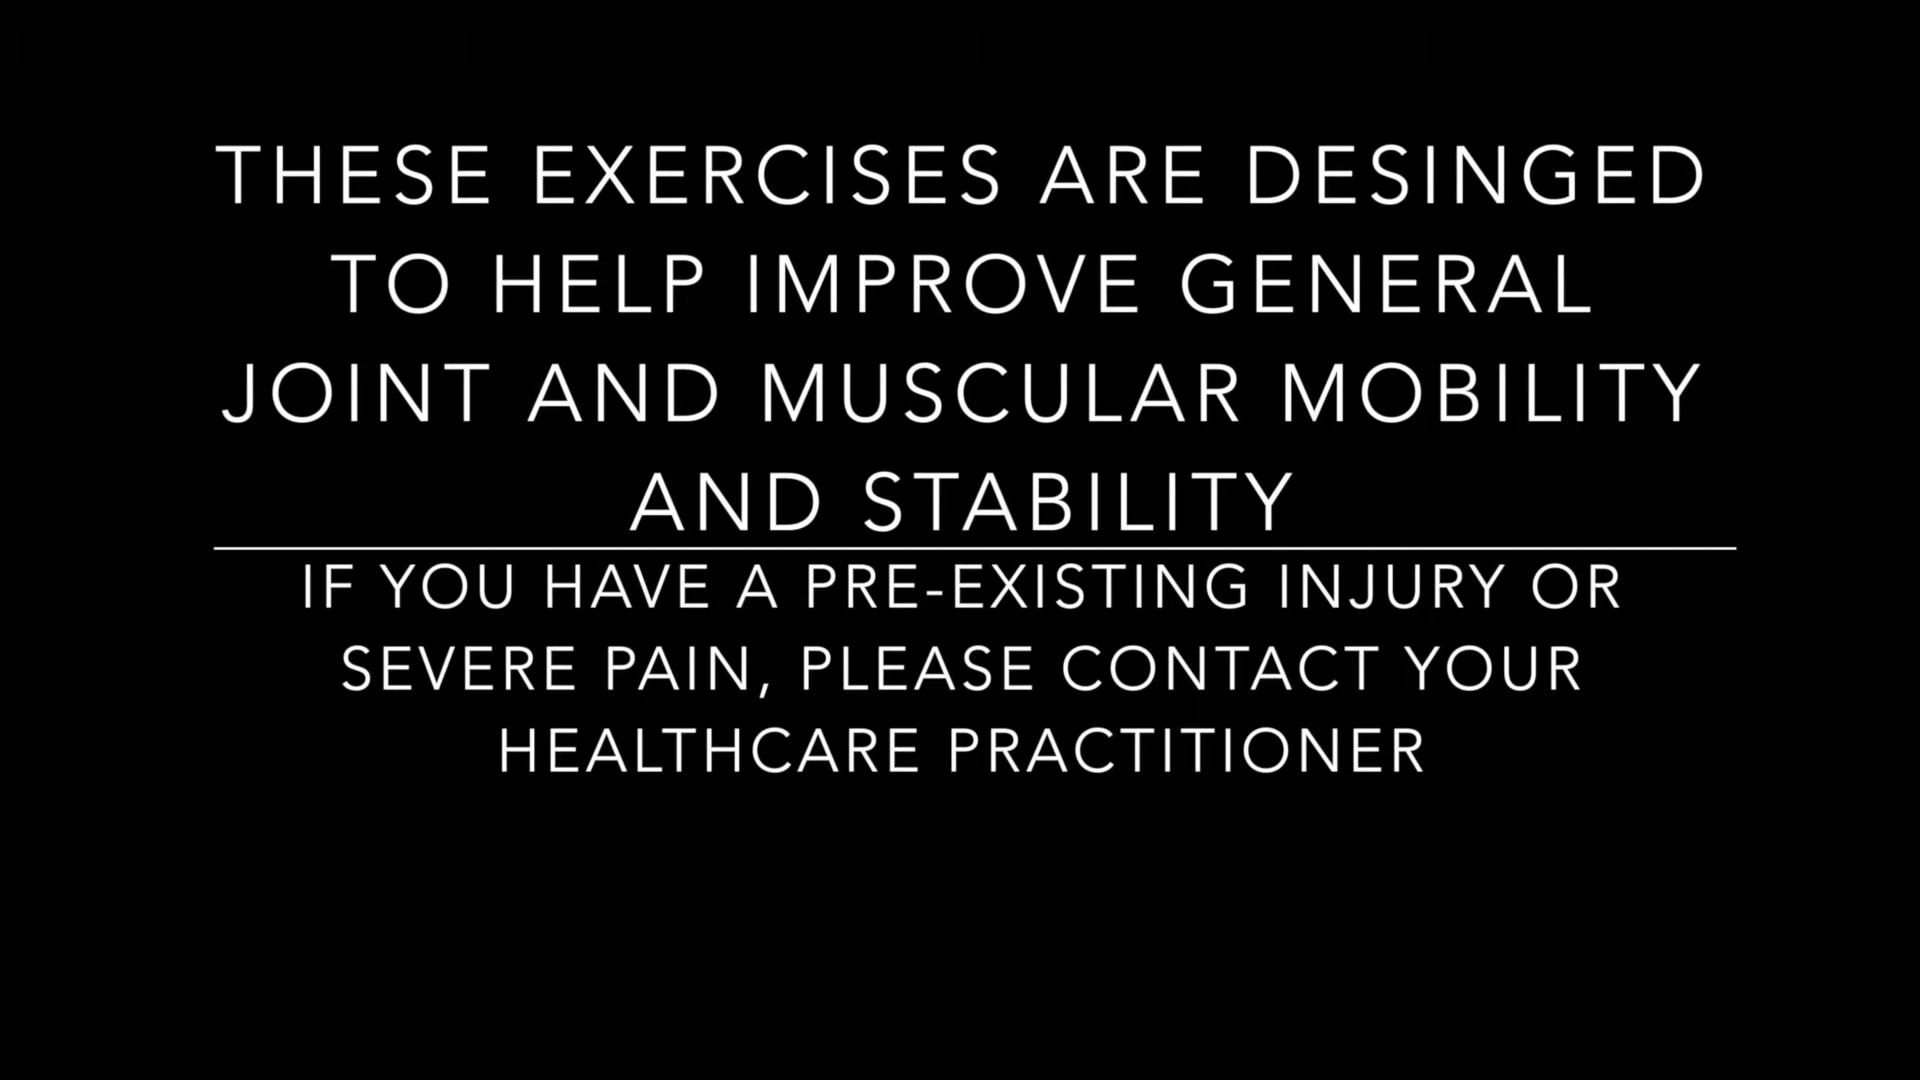 THESE EXERCISES ARE DESINGED
TO HELP IMPROVE GENERAL
JOINT AND MUSCULAR MOBILITY
AND STABILITY
IF YOU HAVE A PRE-EXISTING INJURY OR
SEVERE PAIN, PLEASE CONTACT YOUR
HEALTHCARE PRACTITIONER